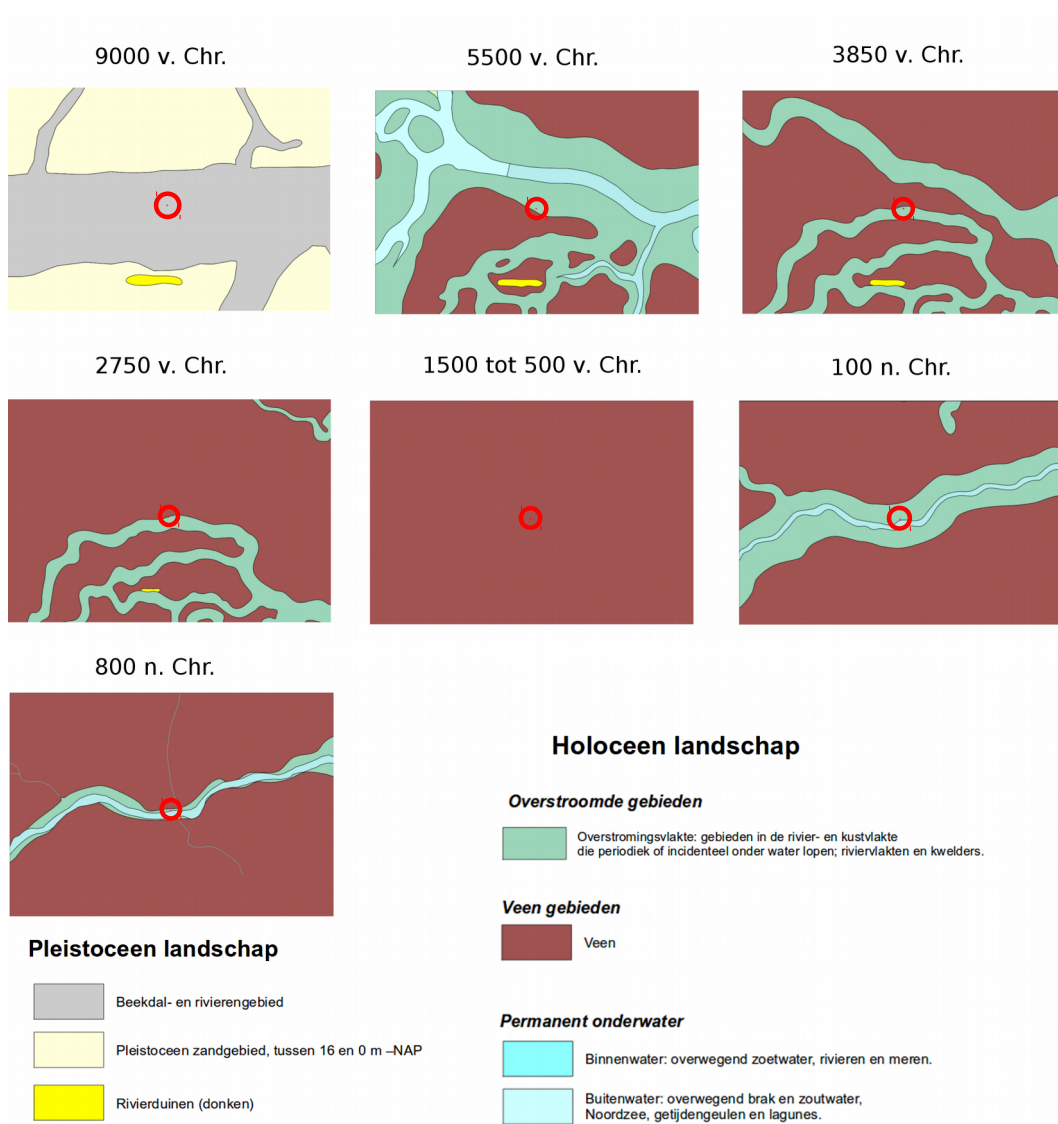 9000 v. Chr.
5500 v. Chr.
3850 v. Chr.
2750 v. Chr.
1500 tot 500 v. Chr.
100 n. Chr.
800 n. Chr.
Holoceen landschap
Overstroomde gebieden
Overstromingsvlakte: gebieden in de rivier- en kustvlakte
die periodiek of incidenteel onder water lopen; riviervlakten en kwelders.
Veen gebieden
Veen
Pleistoceen landschap
Beekdal- en rivierengebied
Pleistoceen zandgebied, tussen 16 en 0 m –NAP
Rivierduinen (donken)
Permanent onderwater
Binnenwater: overwegend zoetwater, rivieren en meren.
Buitenwater: overwegend brak en zoutwater,
Noordzee, getijdengeulen en lagunes.